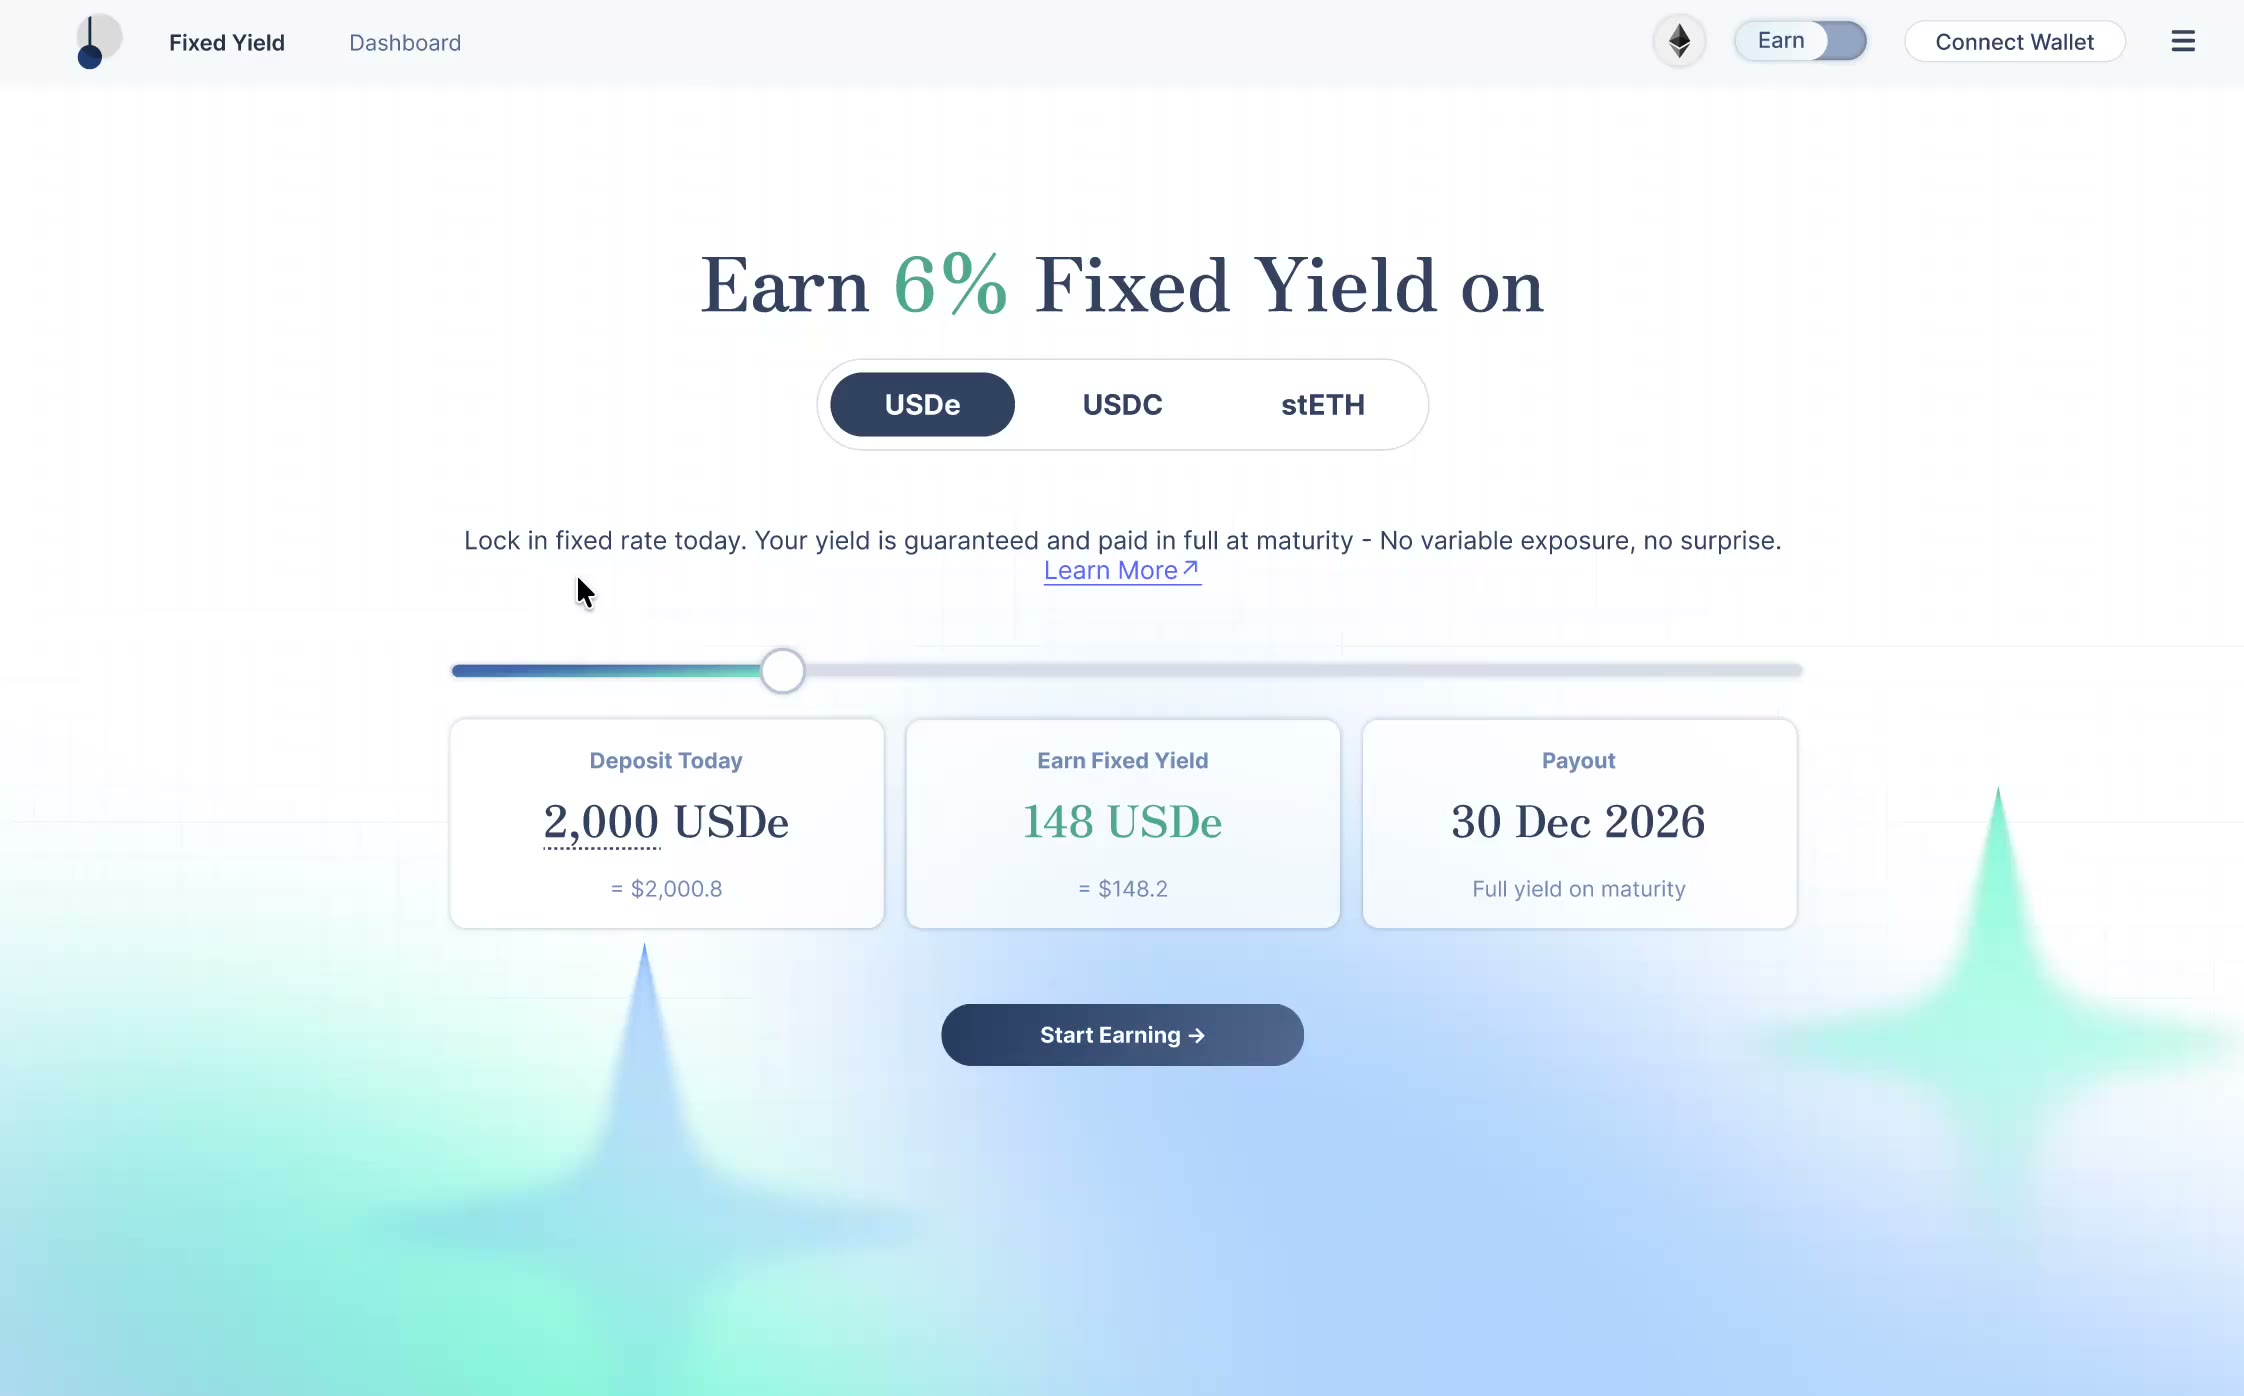 Fixed Yield
Dashboard
Earn
Connect Wallet
Earn 6% Fixed Yield on
USDe
USDC
stETH
Lock in fixed rate today. Your yield is guaranteed and paid in full at maturity - No variable exposure, no surprise.
Learn More↗
Deposit Today
2,000 USDe
= $2,000.8
Earn Fixed Yield
148 USDe
= $148.2
Payout
30 Dec 2026
Full yield on maturity
Start Earning →